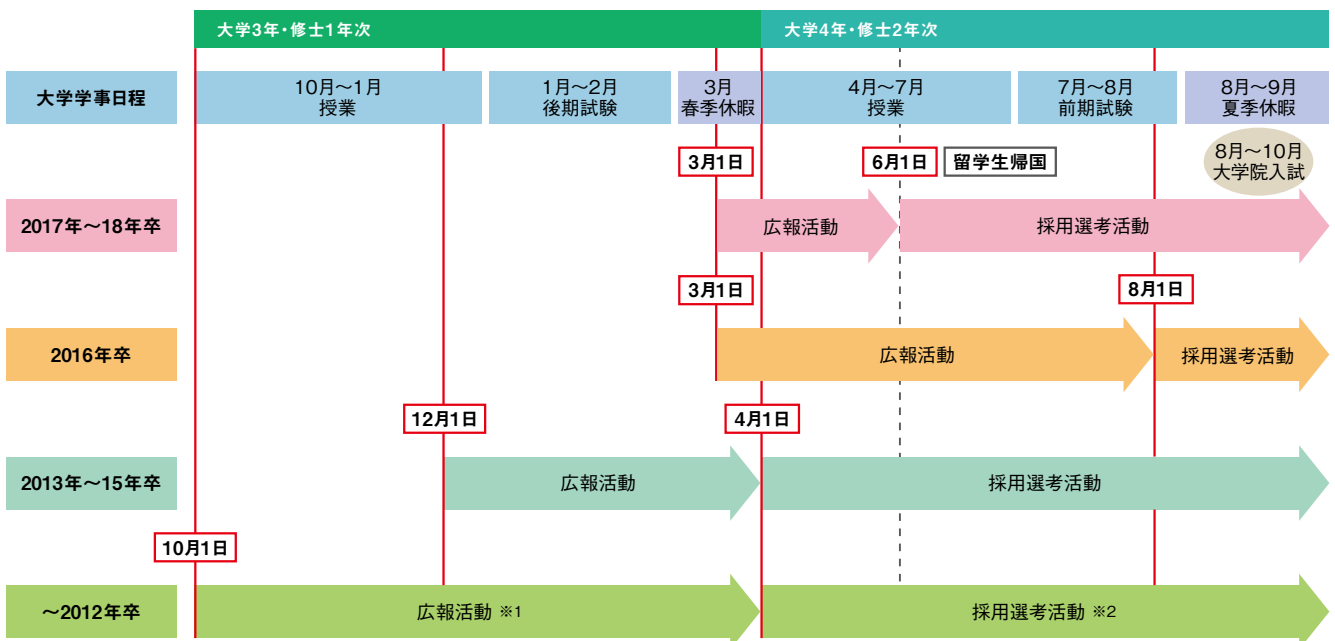 大学3年・修士1年次
大学4年・修士2年次
大学学事日程
10月～1月
授業
1月～2月
後期試験
3月
春季休暇
4月～7月
授業
7月～8月
前期試験
8月～9月
夏季休暇
3月1日
6月1日
留学生帰国
8月～10月
大学院入試
2017年～18年卒
広報活動
採用選考活動
3月1日
8月1日
2016年卒
広報活動
採用選考活動
12月1日
4月1日
2013年～15年卒
広報活動
採用選考活動
10月1日
～2012年卒
広報活動 ※1
採用選考活動 ※2